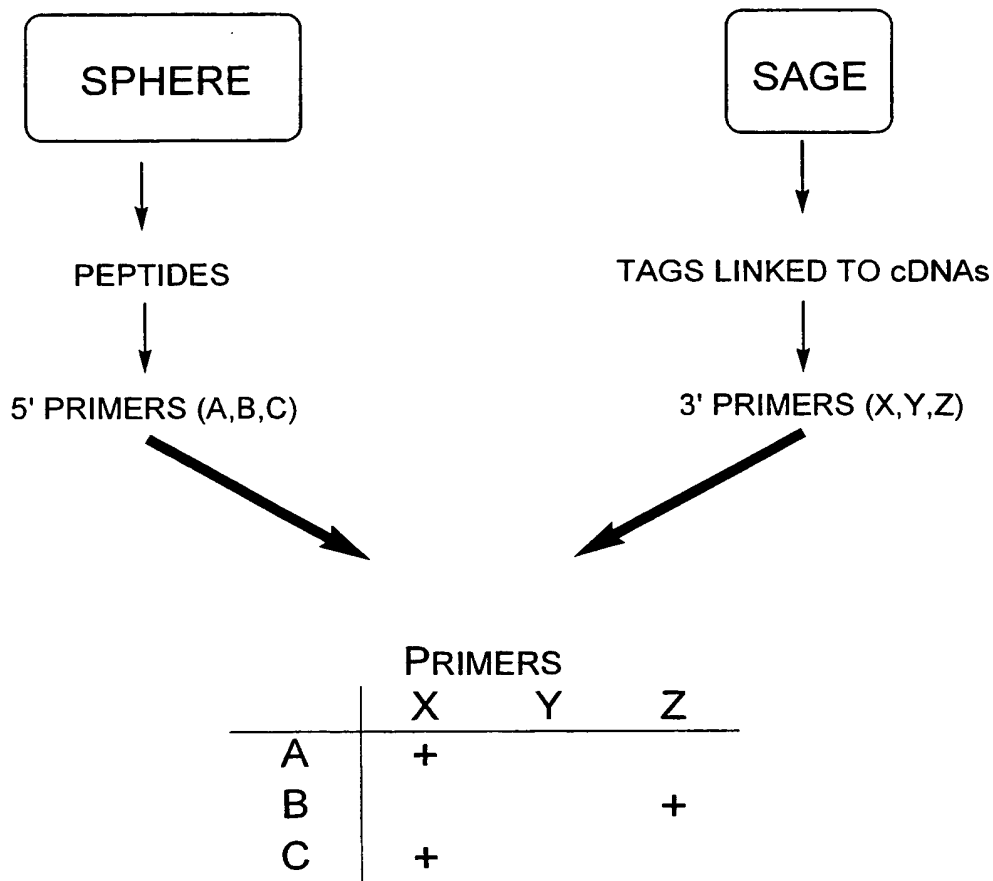 SPHERE
SAGE
PEPTIDES
TAGS LINKED TO cDNAs
5' PRIMERS (A,B,C)
3' PRIMERS (X,Y,Z)
PRIMERS
X Y Z
A +
B +
C +